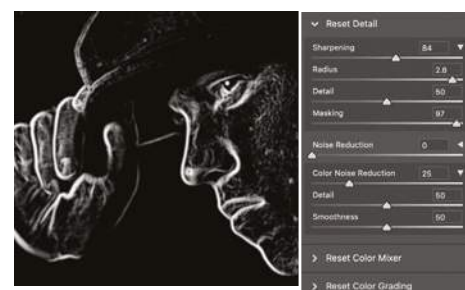 Reset Detail
Sharpening 84
Radius 2.8
Detail 50
Masking 97
Noise Reduction 0
Color Noise Reduction 25
Detail 50
Smoothness 50
Reset Color Mixer
Reset Color Grading